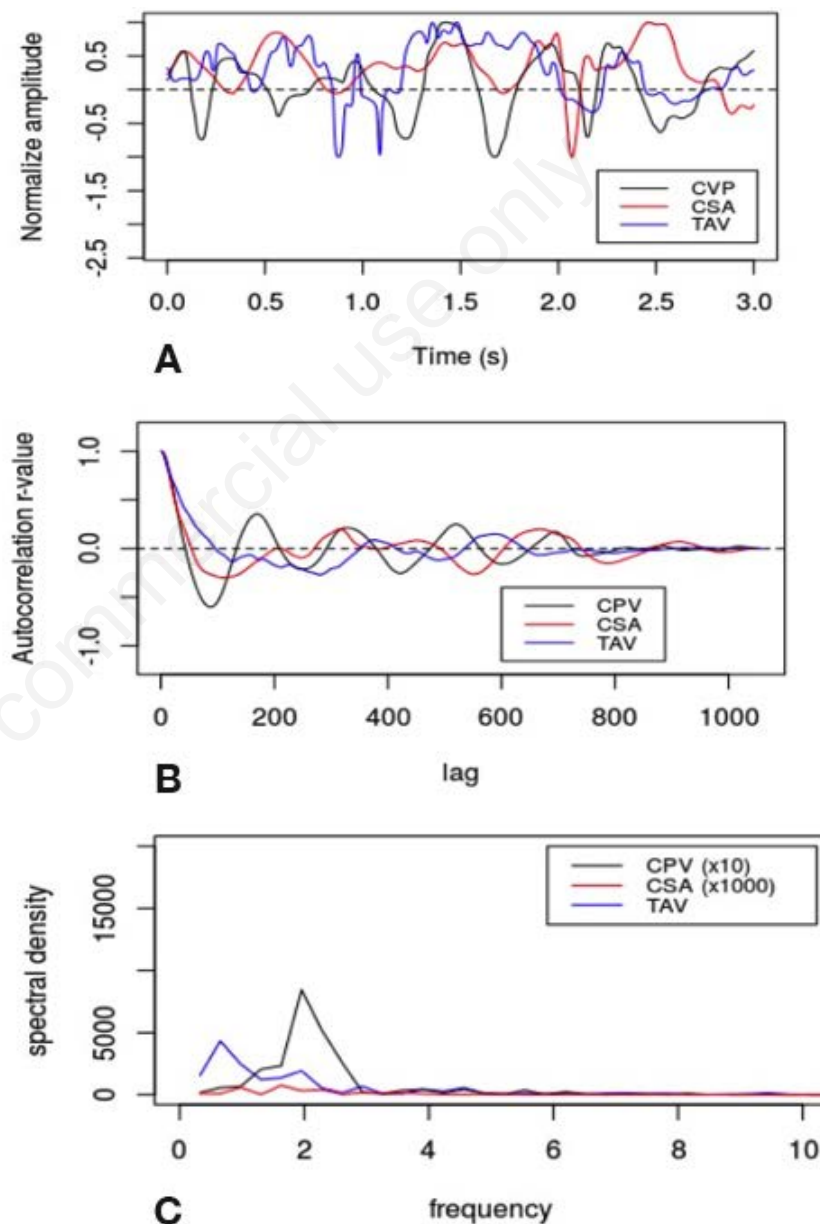 Normalize amplitude
0.5
-0.5
-1.5
-2.5
CVP
CSA
TAV
0.0 0.5 1.0 1.5 2.0 2.5 3.0
Time (s)
A
Autocorrelation r-value
1.0
0.0
-1.0
CPV
CSA
TAV
0 200 400 600 800 1000
lag
B
spectral density
15000
5000
0
CPV (x10)
CSA (x1000)
TAV
0 2 4 6 8 10
frequency
C
commercial use only